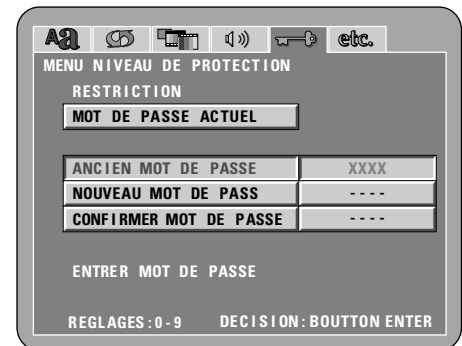 Aa etc.
MENU NIVEAU DE PROTECTION
RESTRICTION
MOT DE PASSE ACTUEL
ANCIEN MOT DE PASSE XXXX
NOUVEAU MOT DE PASS ----
CONFIRMER MOT DE PASSE ----
ENTRER MOT DE PASSE
REGLAGES:0-9 DECISION:BOUTTON ENTER